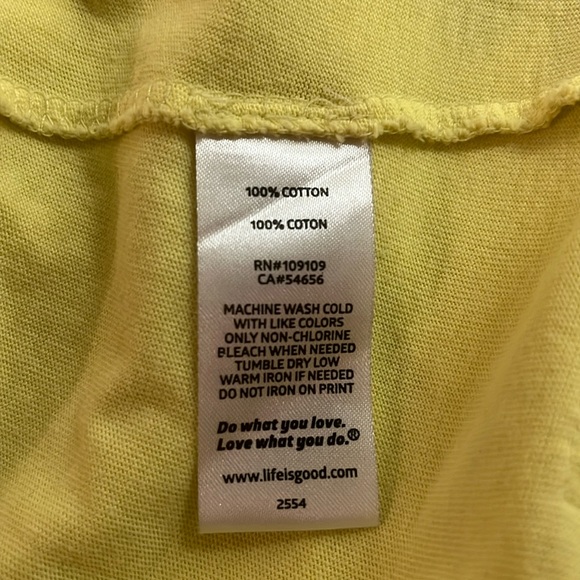 100% COTTON
100% COTON
RN#109109
CA#54656
MACHINE WASH COLD
WITH LIKE COLORS
ONLY NON-CHLORINE
BLEACH WHEN NEEDED
TUMBLE DRY LOW
WARM IRON IF NEEDED
DO NOT IRON ON PRINT
Do what you love.
Love what you do.®
www.lifeisgood.com
2554